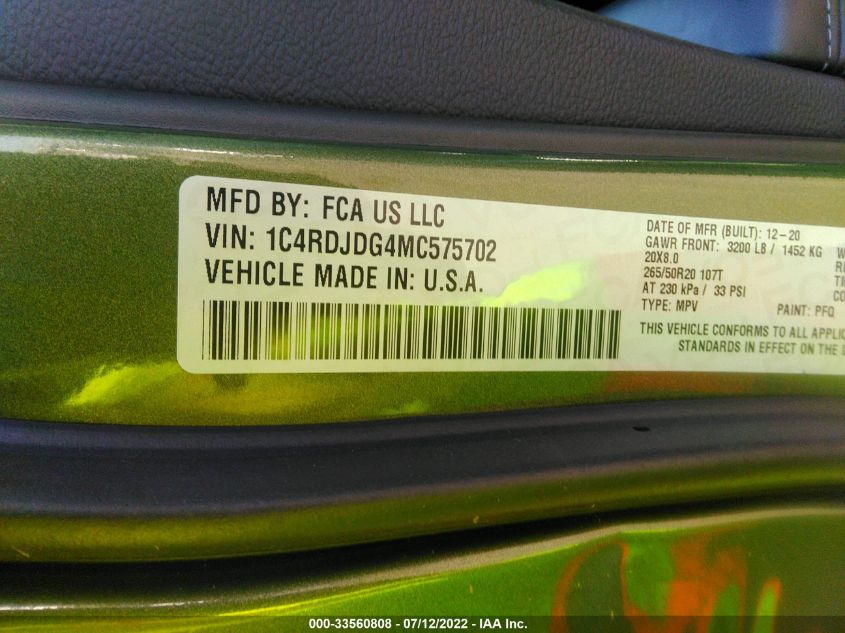 MFD BY: FCA US LLC
VIN: 1C4RDJDG4MC575702
VEHICLE MADE IN: U.S.A.
DATE OF MFR (BUILT): 12-20
GAWR FRONT: 3200 LB / 1452 KG
20X8.0
265/50R20 107T
AT 230 kPa / 33 PSI
TYPE: MPV PAINT: PFQ
THIS VEHICLE CONFORMS TO ALL
STANDARDS IN EFFECT ON THE
000-33560808 - 07/12/2022 - IAA Inc.